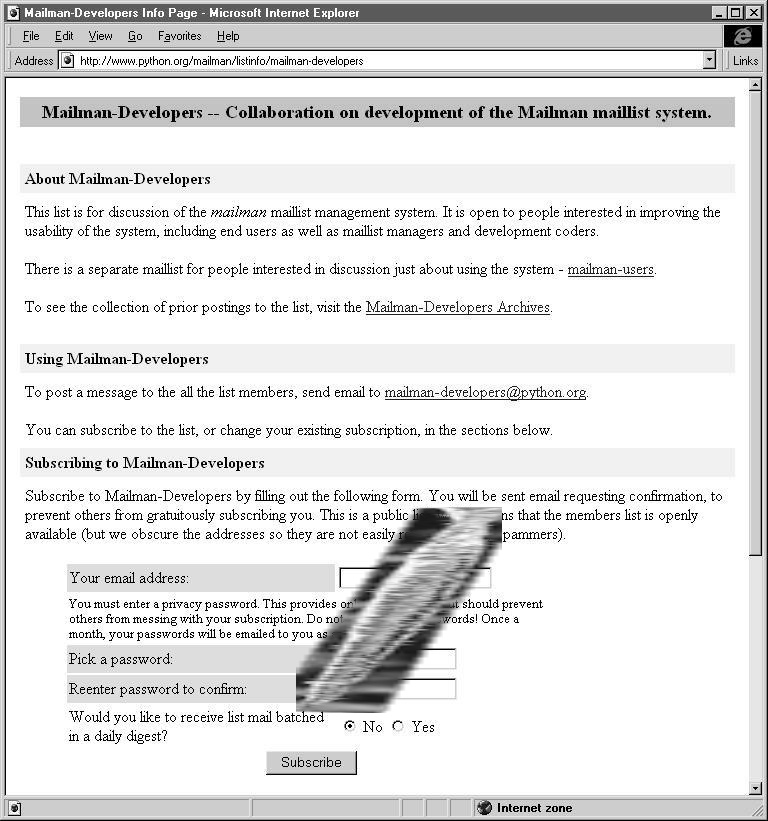 Mailman-Developers Info Page - Microsoft Internet Explorer
File Edit View Go Favorites Help
Address http://www.python.org/mailman/listinfo/mailman-developers Links
Mailman-Developers -- Collaboration on development of the Mailman maillist system.
About Mailman-Developers
This list is for discussion of the mailman maillist management system. It is open to people interested in improving the
usability of the system, including end users as well as maillist managers and development coders.
There is a separate maillist for people interested in discussion just about using the system - mailman-users.
To see the collection of prior postings to the list, visit the Mailman-Developers Archives.
Using Mailman-Developers
To post a message to the all the list members, send email to mailman-developers@python.org.
You can subscribe to the list, or change your existing subscription, in the sections below.
Subscribing to Mailman-Developers
Subscribe to Mailman-Developers by filling out the following form. You will be sent email requesting confirmation, to
prevent others from gratuitously subscribing you. This is a public that the members list is openly
available (but we obscure the addresses so they are not easily
Your email address:
You must enter a privacy password. This provides should prevent
others from messing with your subscription. Do
month, your passwords will be emailed to you as
Pick a password:
Reenter password to confirm:
Would you like to receive list mail batched
in a daily digest? No Yes
Subscribe
Internet zone